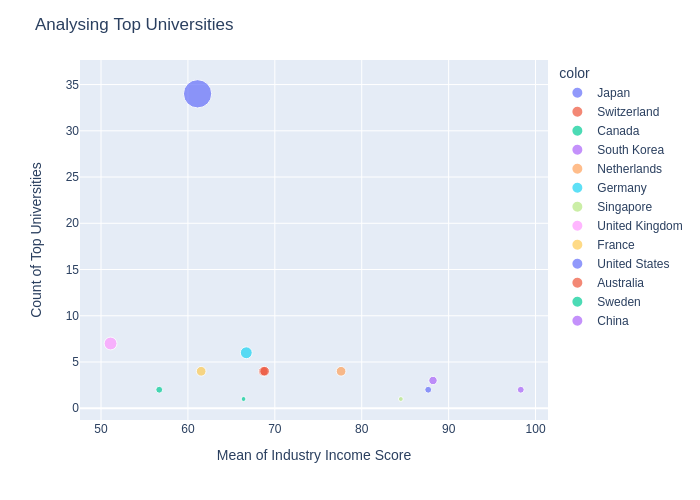 Analysing Top Universities
color
Japan
Switzerland
Canada
South Korea
Netherlands
Germany
Singapore
United Kingdom
France
United States
Australia
Sweden
China
Count of Top Universities
35
30
25
20
15
10
5
0
50 60 70 80 90 100
Mean of Industry Income Score